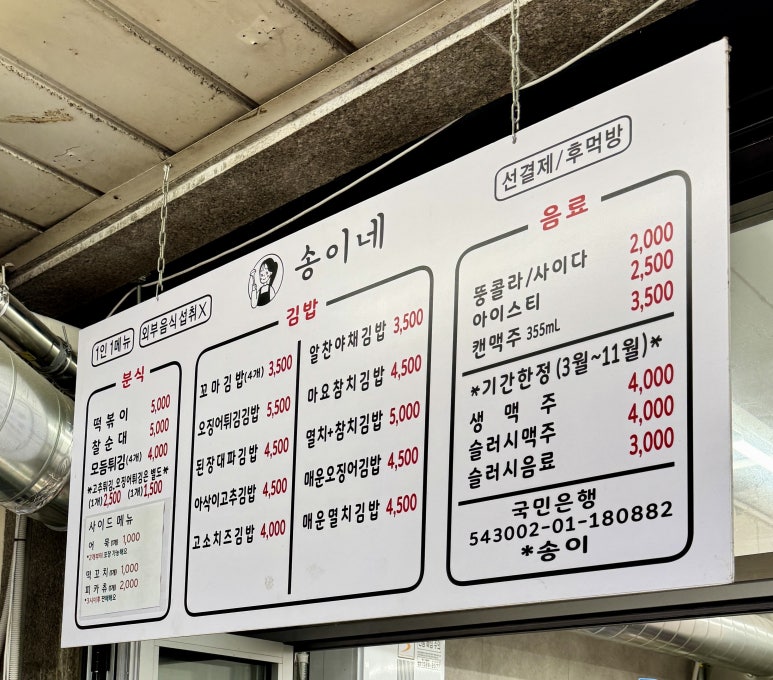 선결제/후먹방
송이네
1인 1메뉴
외부음식섭취X
분식
떡볶이 5,000
찰순대 5,000
모듬튀김(4개) 4,000
*고추튀김,오징어튀김은 별도*
(1개)2,500 (1개)1,500
사이드 메뉴
어묵(1개) 1,000
떡꼬치(1개) 1,000
피카츄(1개) 2,000
김밥
꼬마김밥(4개) 3,500
오징어튀김김밥 5,500
된장대파김밥 4,500
아삭이고추김밥 4,500
고소치즈김밥 4,000
알찬야채김밥 3,500
마요참치김밥 4,500
멸치+참치김밥 5,000
매운오징어김밥 4,500
매운멸치김밥 4,500
음료
뚱콜라/사이다 2,000
아이스티 2,500
캔맥주 355mL 3,500
*기간한정 (3월~11월)*
생맥주 4,000
슬러시맥주 4,000
슬러시음료 3,000
국민은행
543002-01-180882
*송이